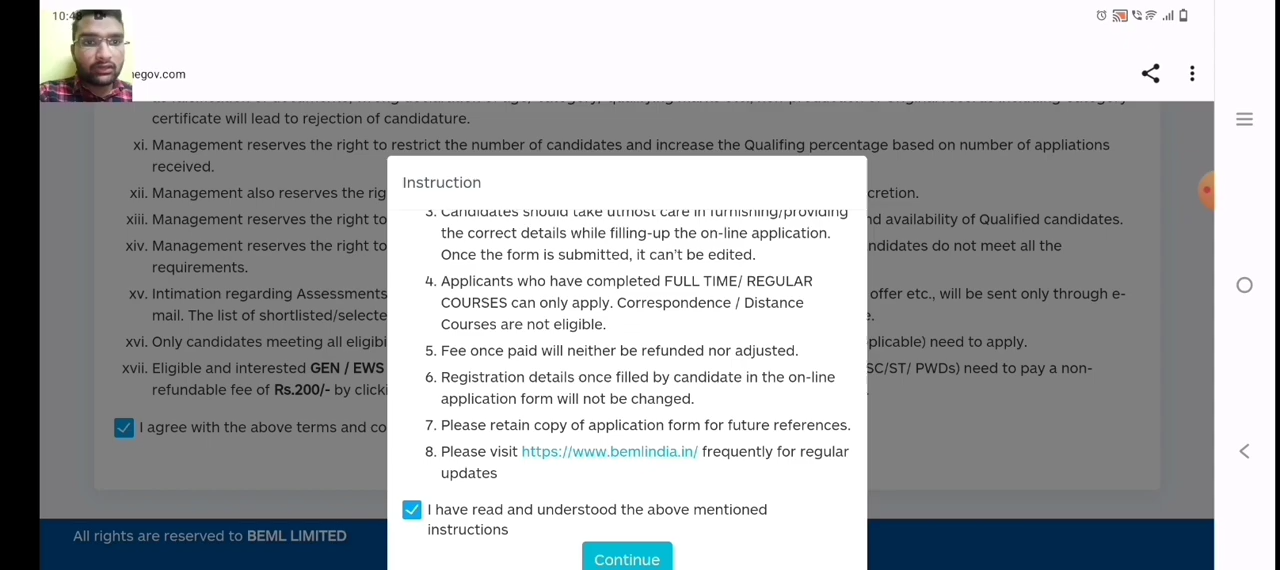 10:48
negov.com
certificate will lead to rejection of candidature.
xi. Management reserves the right to restrict the number of candidates and increase the Qualifing percentage based on number of appliations
received.
xii. Management also reserves the rig
cretion.
xiii. Management reserves the right to
nd availability of Qualified candidates.
xiv. Management reserves the right to
ndidates do not meet all the
requirements.
xv. Intimation regarding Assessments
offer etc., will be sent only through e-
mail. The list of shortlisted/selecte
e.
xvi. Only candidates meeting all eligibi
plicable) need to apply.
xvii. Eligible and interested GEN / EWS
SC/ST/ PWDs) need to pay a non-
refundable fee of Rs.200/- by clicki
I agree with the above terms and co
Instruction
3. Candidates should take utmost care in furnishing/providing
the correct details while filling-up the on-line application.
Once the form is submitted, it can't be edited.
4. Applicants who have completed FULL TIME/ REGULAR
COURSES can only apply. Correspondence / Distance
Courses are not eligible.
5. Fee once paid will neither be refunded nor adjusted.
6. Registration details once filled by candidate in the on-line
application form will not be changed.
7. Please retain copy of application form for future references.
8. Please visit https://www.bemlindia.in/ frequently for regular
updates
I have read and understood the above mentioned
instructions
Continue
All rights are reserved to BEML LIMITED